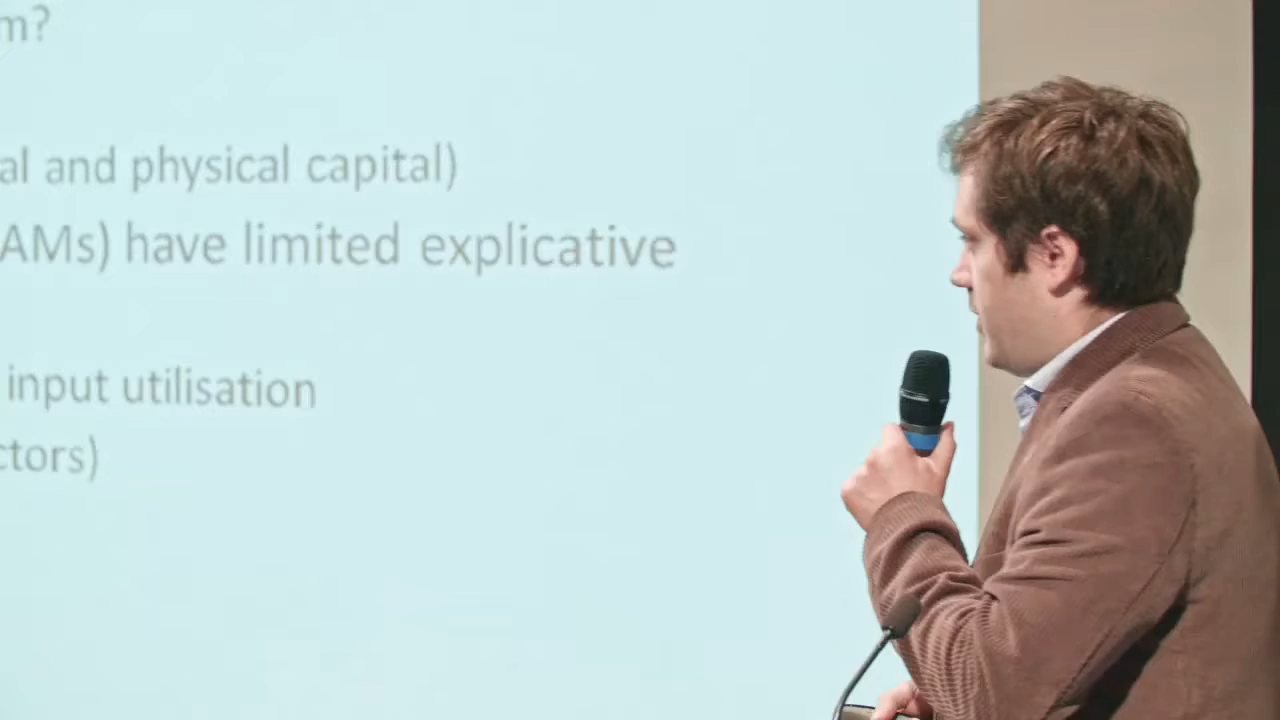 m?
al and physical capital)
AMs) have limited explicative
input utilisation
ctors)